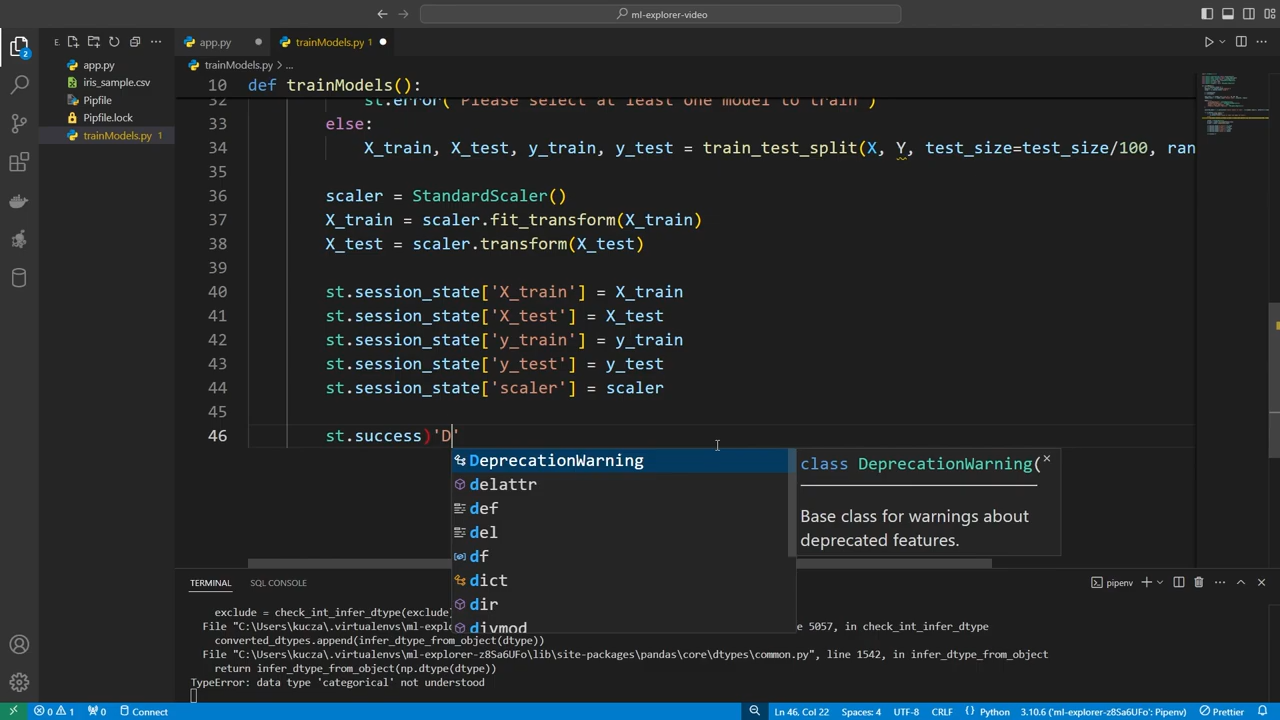 ml-explorer-video
E.
app.py
trainModels.py 1
2
app.py
iris_sample.csv
Pipfile
Pipfile.lock
trainModels.py 1
trainModels.py > ...
10 def trainModels():
32 st.error("Please select at least one model to train")
33 else:
34 X_train, X_test, y_train, y_test = train_test_split(X, Y, test_size=test_size/100, ran
35
36 scaler = StandardScaler()
37 X_train = scaler.fit_transform(X_train)
38 X_test = scaler.transform(X_test)
39
40 st.session_state['X_train'] = X_train
41 st.session_state['X_test'] = X_test
42 st.session_state['y_train'] = y_train
43 st.session_state['y_test'] = y_test
44 st.session_state['scaler'] = scaler
45
46 st.success)'D'
DeprecationWarning
delattr
def
del
df
dict
dir
divmod
class DeprecationWarning(
Base class for warnings about
deprecated features.
TERMINAL SQL CONSOLE
pipenv
exclude = check_int_infer_dtype(exclude)
File "C:\Users\kucza\.virtualenvs\ml-explo
e 5057, in check_int_infer_dtype
converted_dtypes.append(infer_dtype_from_object(dtype))
File "C:\Users\kucza\.virtualenvs\ml-explorer-z8Sa6UFo\lib\site-packages\pandas\core\dtypes\common.py", line 1542, in infer_dtype_from_object
return infer_dtype_from_object(np.dtype(dtype))
TypeError: data type 'categorical' not understood
0 1 0 Connect
Ln 46, Col 22 Spaces: 4 UTF-8 CRLF Python 3.10.6 ('ml-explorer-z8Sa6UFo': Pipenv) Prettier